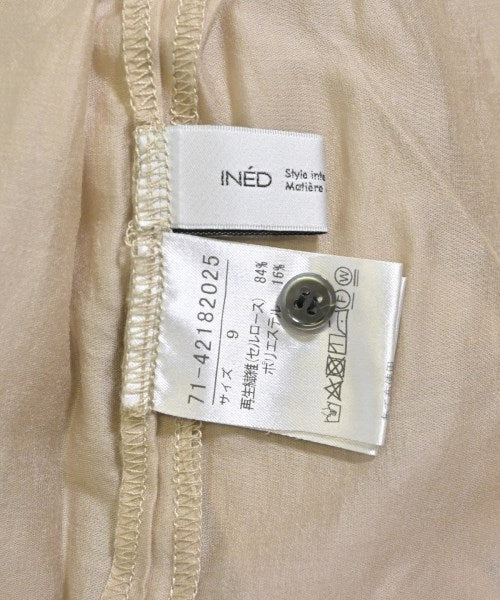 INÉD
Style inte
Matière
71-42182025
サイズ 9
再生繊維(セルロース) 84%
ポリエステル 16%